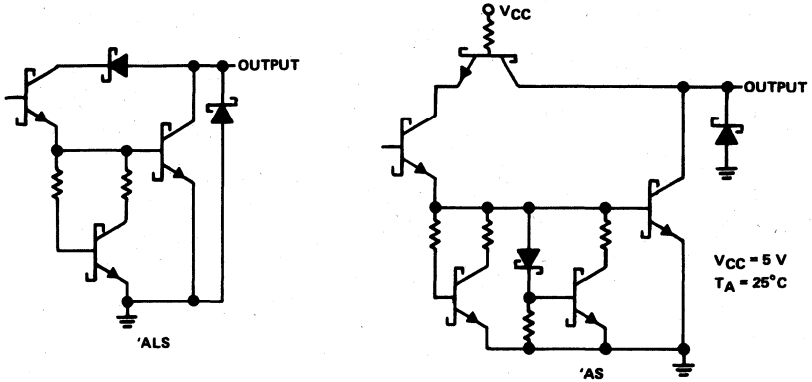 VCC
OUTPUT
OUTPUT
VCC = 5 V
TA = 25°C
'ALS
'AS